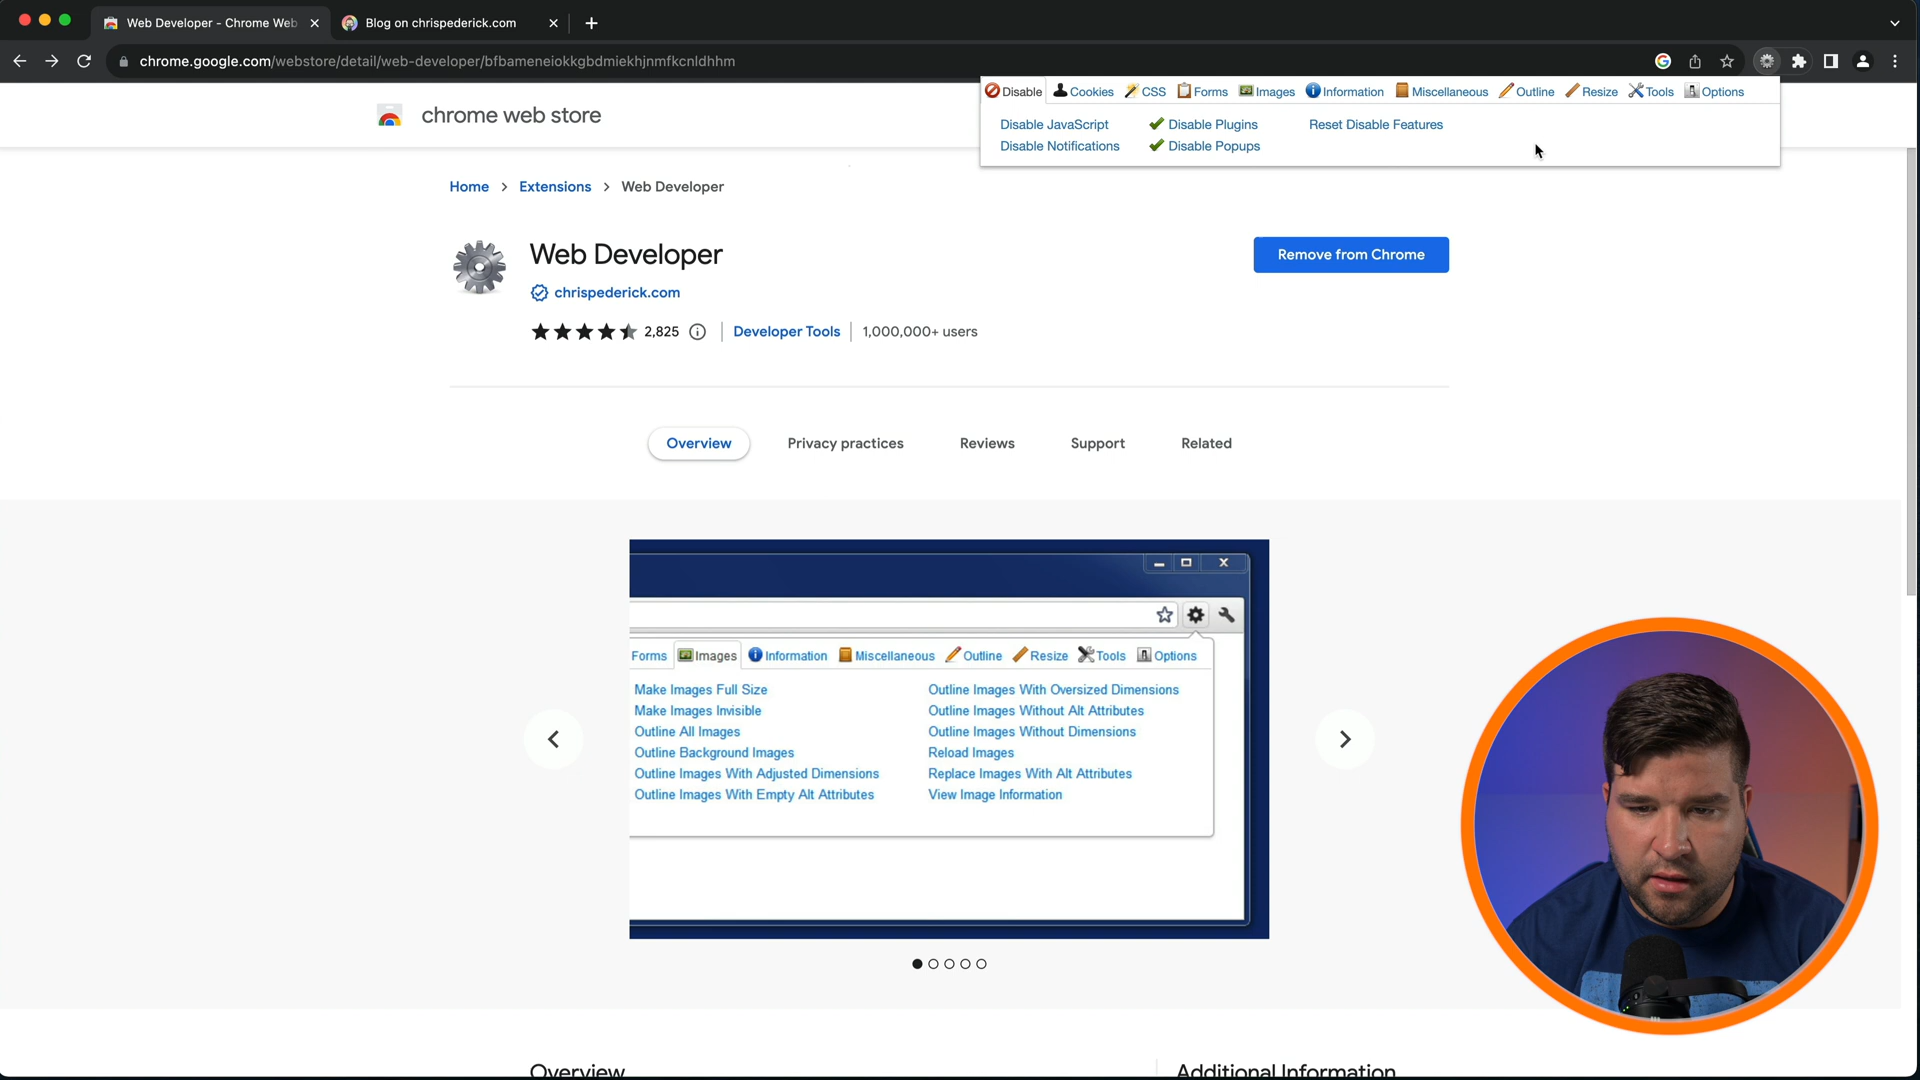 Web Developer - Chrome Web
Blog on chrispederick.com
chrome.google.com/webstore/detail/web-developer/bfbameneiokkgbdmiekhjnmfkcnldhhm
Disable Cookies CSS Forms Images Information Miscellaneous Outline Resize Tools Options
Disable JavaScript Disable Plugins Reset Disable Features
Disable Notifications Disable Popups
chrome web store
Home > Extensions > Web Developer
Web Developer
Remove from Chrome
chrispederick.com
2,825 Developer Tools 1,000,000+ users
Overview Privacy practices Reviews Support Related
Forms Images Information Miscellaneous Outline Resize Tools Options
Make Images Full Size Outline Images With Oversized Dimensions
Make Images Invisible Outline Images Without Alt Attributes
Outline All Images Outline Images Without Dimensions
Outline Background Images Reload Images
Outline Images With Adjusted Dimensions Replace Images With Alt Attributes
Outline Images With Empty Alt Attributes View Image Information
Overview Additional Information